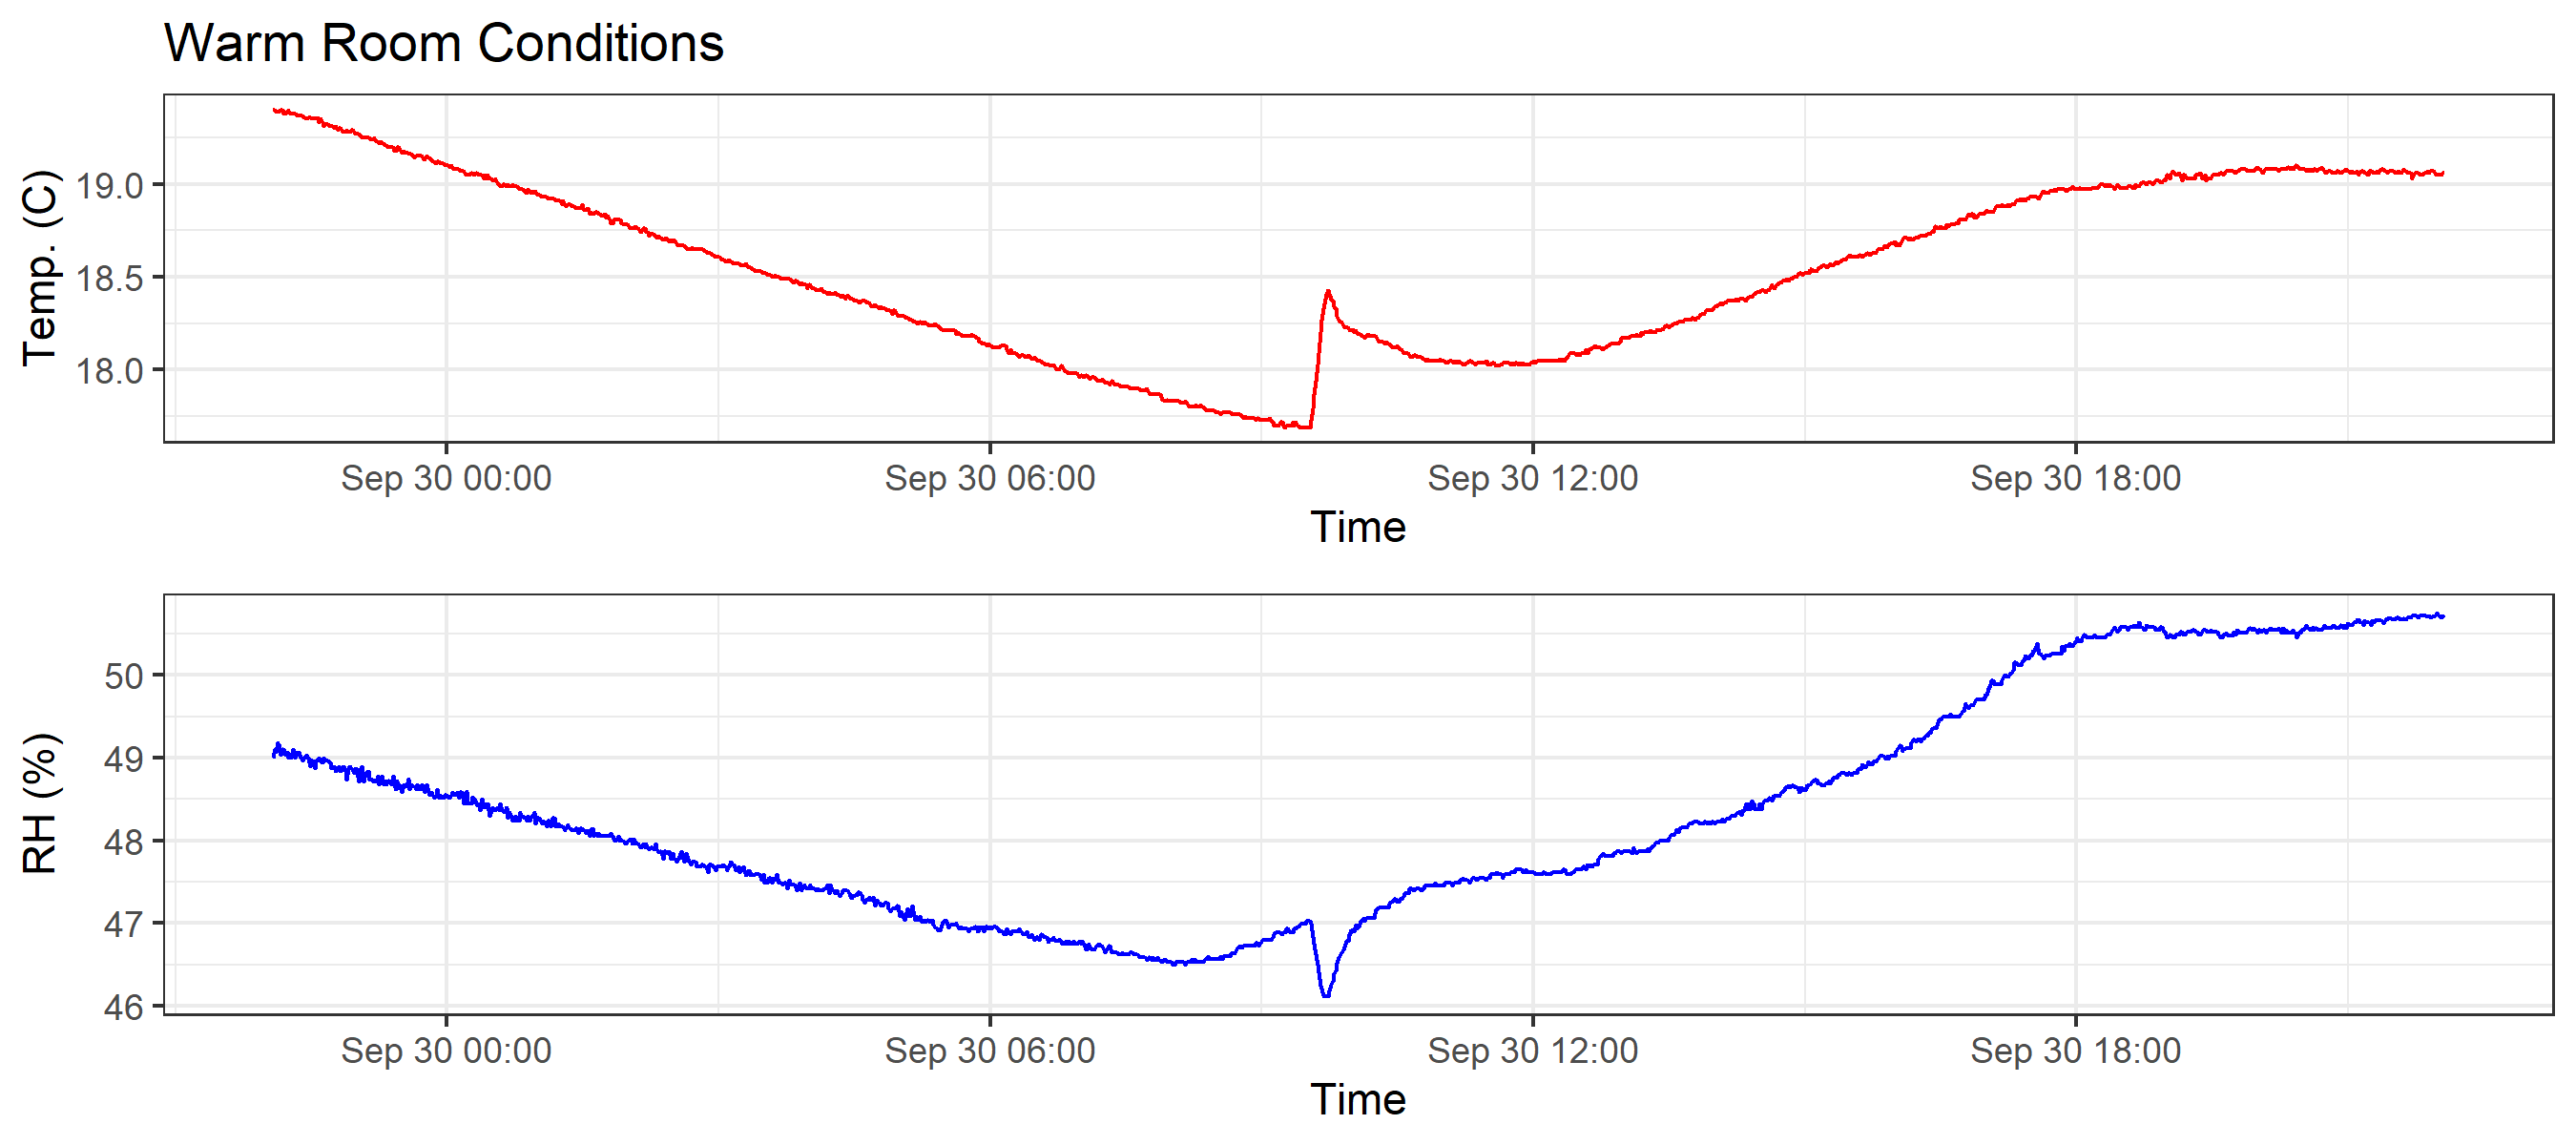 Warm Room Conditions
Temp. (C)
19.0
18.5
18.0
Sep 30 00:00 Sep 30 06:00 Sep 30 12:00 Sep 30 18:00
Time
RH (%)
50
49
48
47
46
Sep 30 00:00 Sep 30 06:00 Sep 30 12:00 Sep 30 18:00
Time